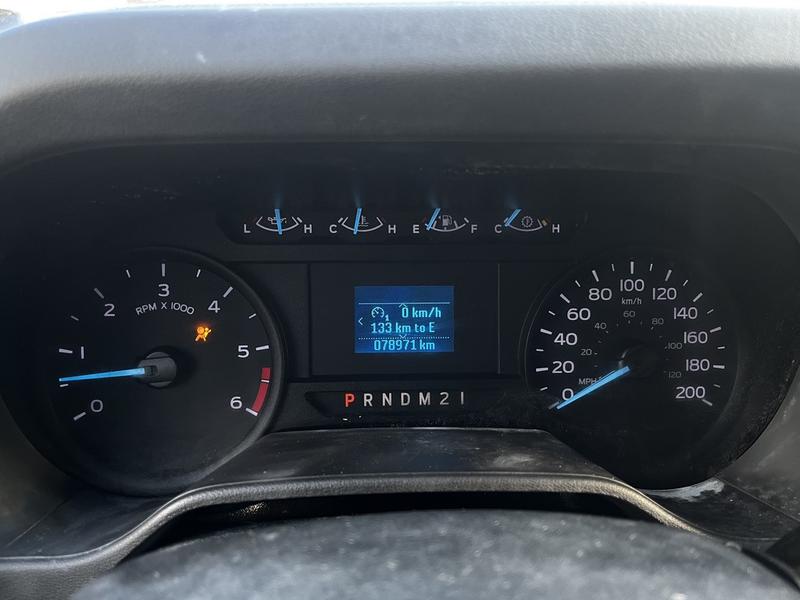 L H C H E F C H
3
2 4
RPM X 1000
1 5
0 6
0 km/h
1
133 km to E
078971 km
P R N D M 2 1
100
80 120
km/h
60 140
60
40 80
40 160
20 100
20 180
MPH 120
0 200